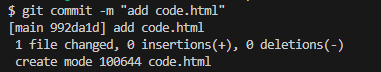 $ git commit -m "add code.html"
[main 992da1d] add code.html
 1 file changed, 0 insertions(+), 0 deletions(-)
 create mode 100644 code.html